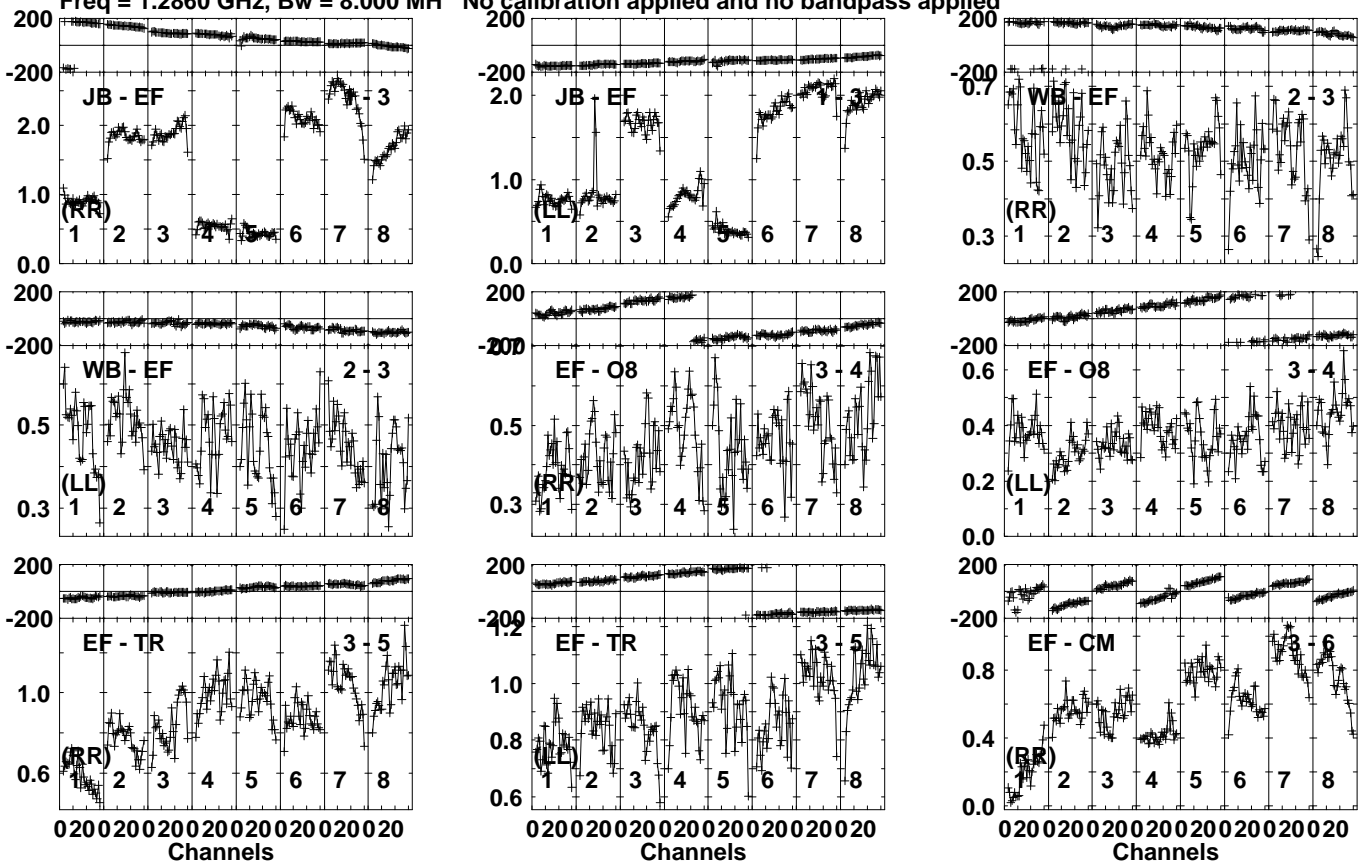 Freq = 1.2860 GHz, Bw = 8.000 MH No calibration applied and no bandpass applied
200 200 200
-200 -200 -200
JB - EF 1 - 3 JB - EF 1 - 3 WB - EF 2 - 3
0.7
2.0 2.0
0.5
1.0 1.0
(RR) (LL) (RR)
1 2 3 4 5 6 7 8 1 2 3 4 5 6 7 8 1 2 3 4 5 6 7 8
0.3
0.0 0.0
200 200 200
-200 -200 -200
0.7
WB - EF 2 - 3 EF - O8 3 - 4 EF - O8 3 - 4
0.6
0.5 0.5 0.4
(LL) (RR) (LL)
0.2
0.3 1 2 3 4 5 6 7 8 0.3 1 2 3 4 5 6 7 8 1 2 3 4 5 6 7 8
0.0
200 200 200
-200 -200 -200
1.2
EF - TR 3 - 5 EF - TR 3 - 5 EF - CM 3 - 6
1.0 1.0 0.8
0.8
0.4
(RR) (LL) (RR)
0.6 1 2 3 4 5 6 7 8 1 2 3 4 5 6 7 8 1 2 3 4 5 6 7 8
0.6 0.0
0 20 0 20 0 20 0 20 0 20 0 20 0 20 0 20 0 20 0 20 0 20 0 20 0 20 0 20 0 20 0 20 0 20 0 20 0 20 0 20 0 20 0 20 0 20 0 20
Channels Channels Channels